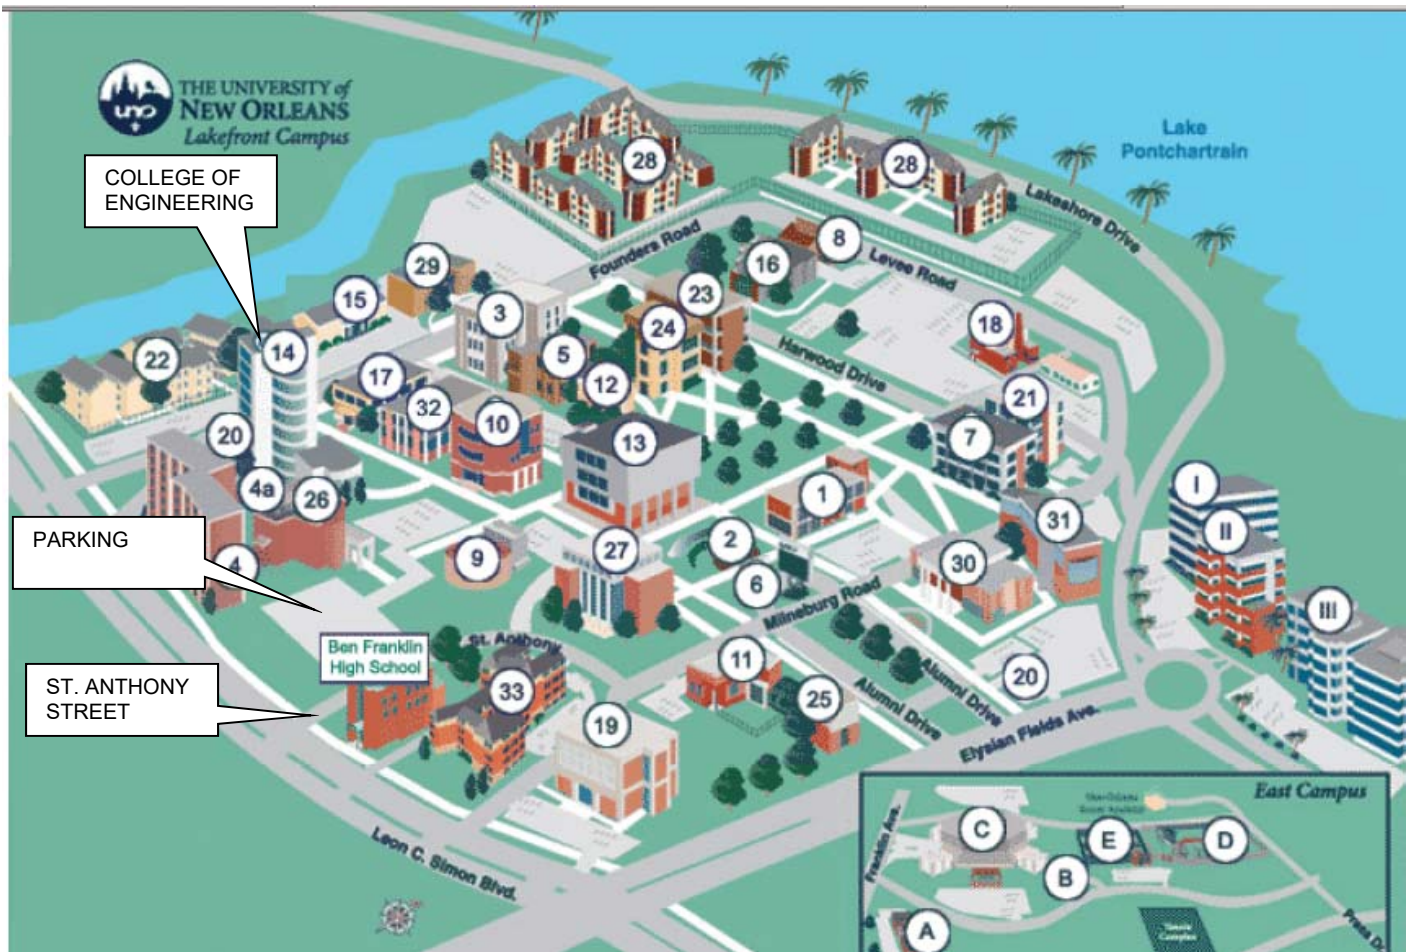 uno
THE UNIVERSITY of
NEW ORLEANS
Lakefront Campus
Lake
Pontchartrain
COLLEGE OF
ENGINEERING
28
28
Lakeshore Drive
Founders Road
8
Levee Road
16
29
15
3
23
24
18
14
22
5
Harwood Drive
17
12
32
10
21
7
20
13
4a
26
1
31
I
II
PARKING
9
27
2
30
4
6
Milneburg Road
III
Ben Franklin
High School
St. Anthony
11
20
ST. ANTHONY
STREET
33
Alumni Drive
Alumni Drive
25
19
Elysian Fields Ave.
Leon C. Simon Blvd.
East Campus
Franklin Ave.
C
E
D
B
A
Tennis
Complex